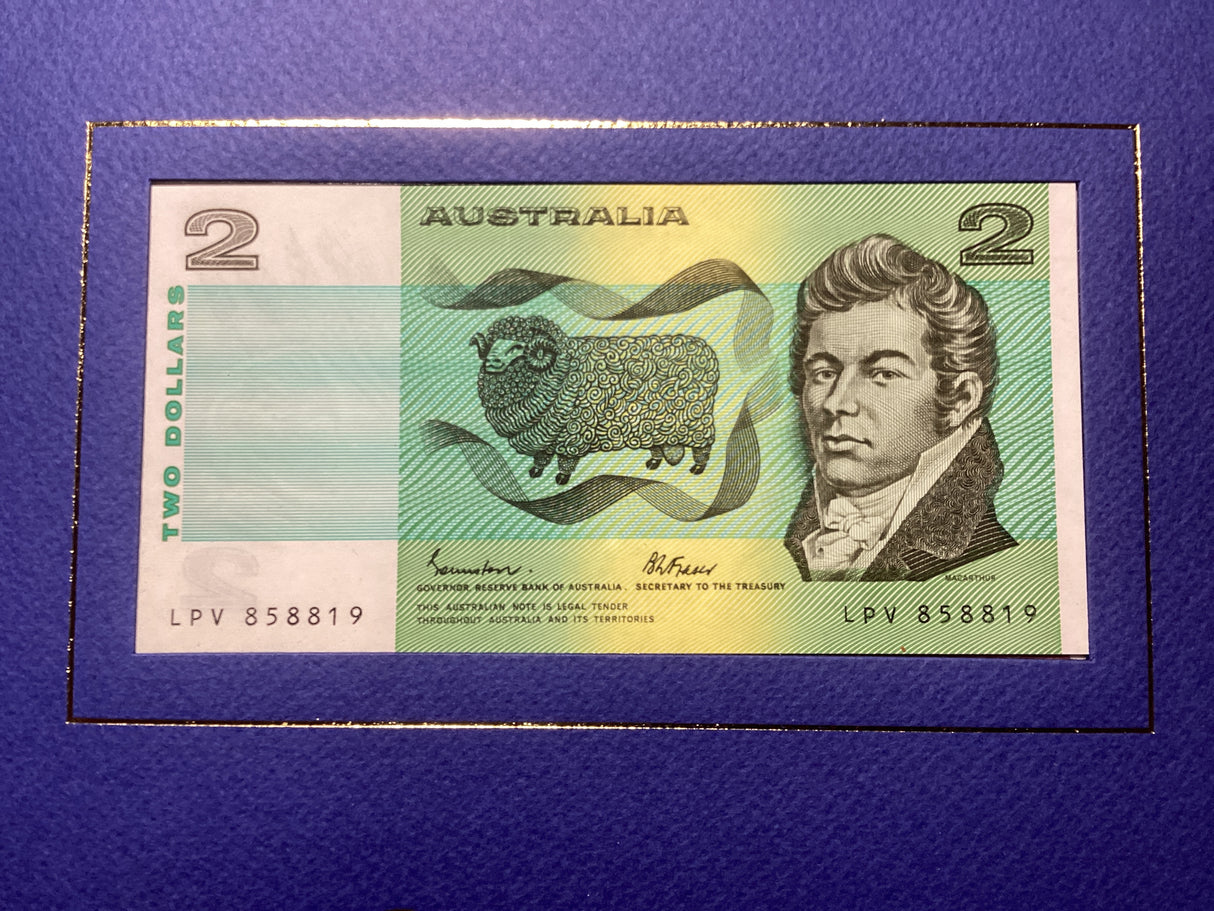 2
AUSTRALIA
2
TWO DOLLARS
MACARTHUR
GOVERNOR, RESERVE BANK OF AUSTRALIA. SECRETARY TO THE TREASURY
THIS AUSTRALIAN NOTE IS LEGAL TENDER
THROUGHOUT AUSTRALIA AND ITS TERRITORIES
LPV 858819
LPV 858819